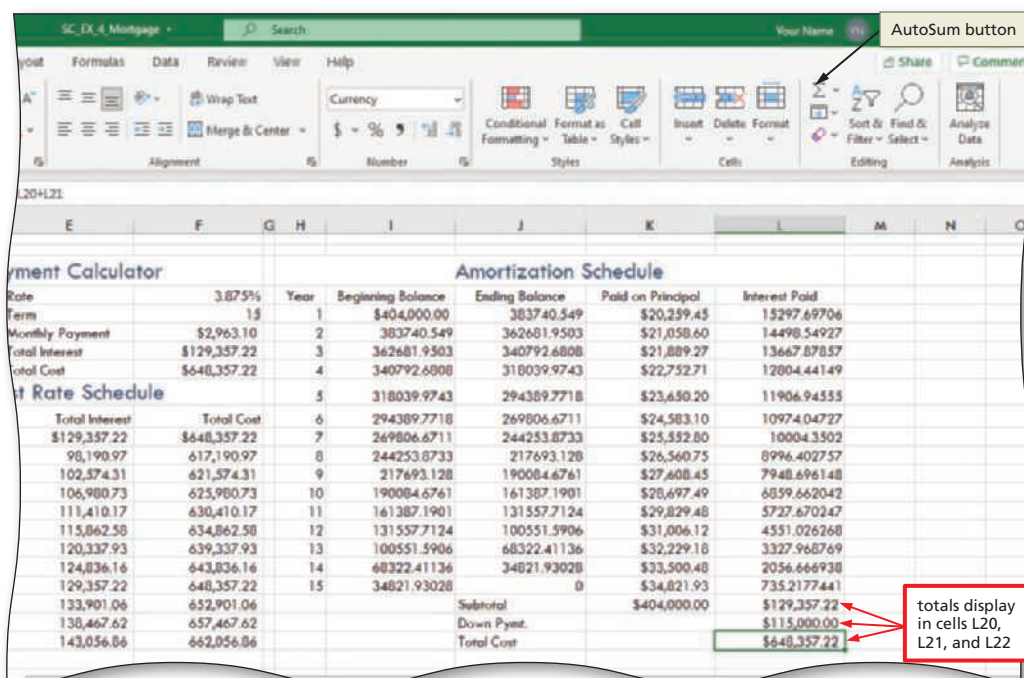 SC_EX_4_Mortgage
Search
Your Name
AutoSum button
yout Formulas Data Review View Help
Share Commen
Wrap Text
Merge & Center
Alignment
Currency
$ % 9
Number
Conditional Formatting
Format as Table
Cell Styles
Styles
Insert Delete Format
Cells
Sort & Filter
Find & Select
Editing
Analyze Data
Analysis
L20+L21
E F G H I J K L M N O
yment Calculator Amortization Schedule
Rate 3.875% Year Beginning Balance Ending Balance Paid on Principal Interest Paid
Term 15 1 $404,000.00 383740.549 $20,259.45 15297.69706
Monthly Payment $2,963.10 2 383740.549 362681.9503 $21,058.60 14498.54927
Total Interest $129,357.22 3 362681.9503 340792.6808 $21,889.27 13667.87857
Total Cost $648,357.22 4 340792.6808 318039.9743 $22,752.71 12804.44149
st Rate Schedule 5 318039.9743 294389.7718 $23,650.20 11906.94555
Total Interest Total Cost 6 294389.7718 269806.6711 $24,583.10 10974.04727
$129,357.22 $648,357.22 7 269806.6711 244253.8733 $25,552.80 10004.3502
98,190.97 617,190.97 8 244253.8733 217693.128 $26,560.75 8996.402757
102,574.31 621,574.31 9 217693.128 190084.6761 $27,608.45 7948.696148
106,980.73 625,980.73 10 190084.6761 161387.1901 $28,697.49 6859.662042
111,410.17 630,410.17 11 161387.1901 131557.7124 $29,829.48 5727.670247
115,862.58 634,862.58 12 131557.7124 100551.5906 $31,006.12 4551.026268
120,337.93 639,337.93 13 100551.5906 68322.41136 $32,229.18 3327.968769
124,836.16 643,836.16 14 68322.41136 34821.93028 $33,500.48 2056.666938
129,357.22 648,357.22 15 34821.93028 0 $34,821.93 735.2177441
133,901.06 652,901.06 Subtotal $404,000.00 $129,357.22
138,467.62 657,467.62 Down Pymt. $115,000.00
143,056.86 662,056.86 Total Cost $648,357.22
totals display
in cells L20,
L21, and L22